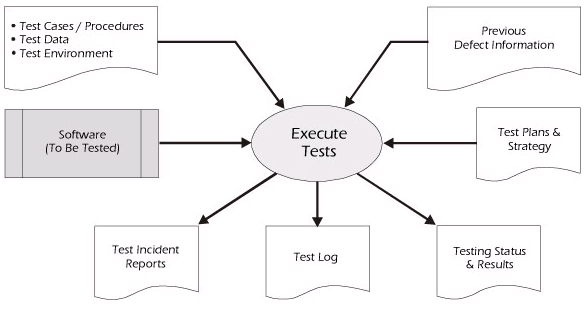 • Test Cases / Procedures
• Test Data
• Test Environment
Previous
Defect Information
Software
(To Be Tested)
Execute
Tests
Test Plans &
Strategy
Test Incident
Reports
Test Log
Testing Status
& Results